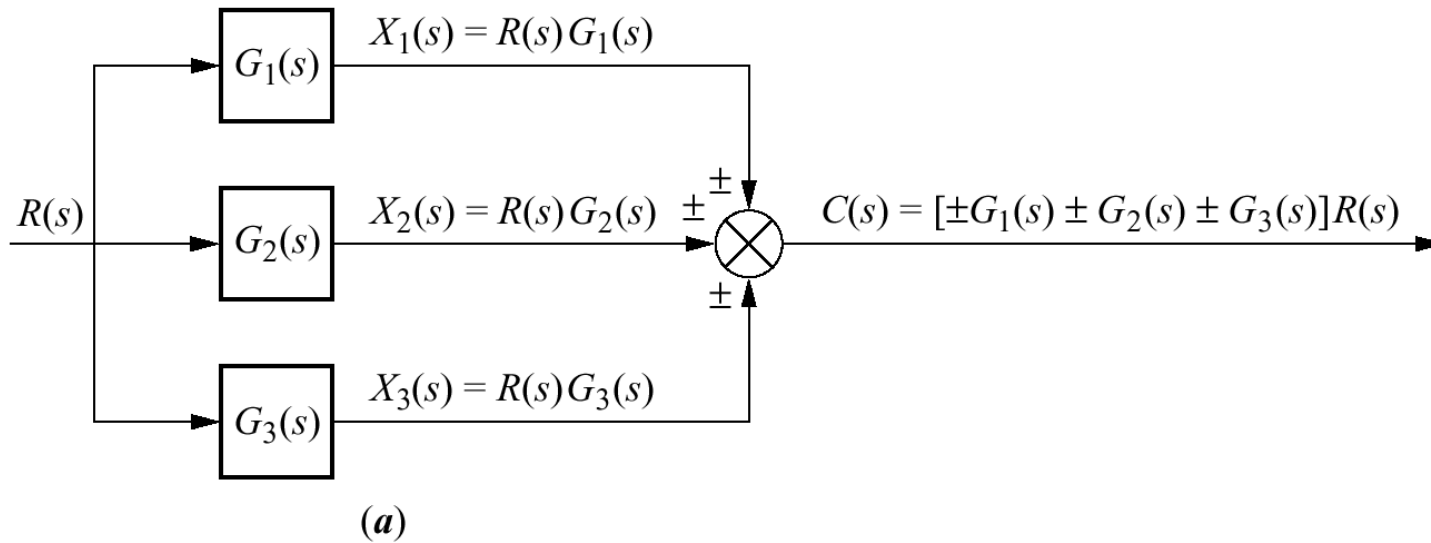 G₁(s)
X₁(s) = R(s)G₁(s)
±
R(s)
G₂(s)
X₂(s) = R(s)G₂(s)
±
C(s) = [±G₁(s) ± G₂(s) ± G₃(s)]R(s)
±
G₃(s)
X₃(s) = R(s)G₃(s)
(a)